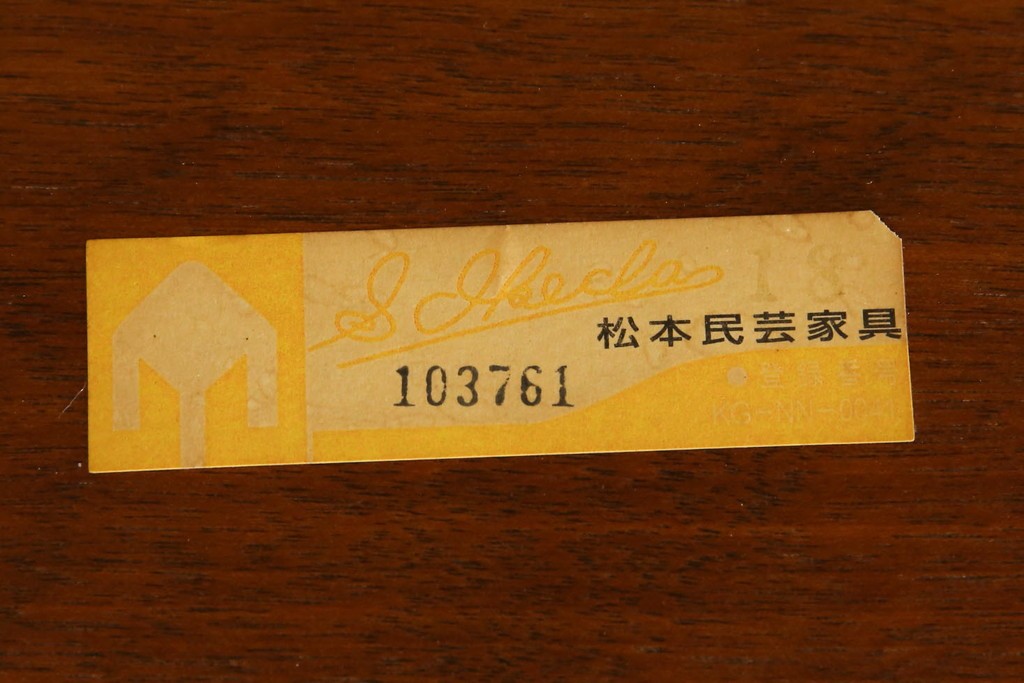 S Ikeda
松本民芸家具
103761
●登録番号